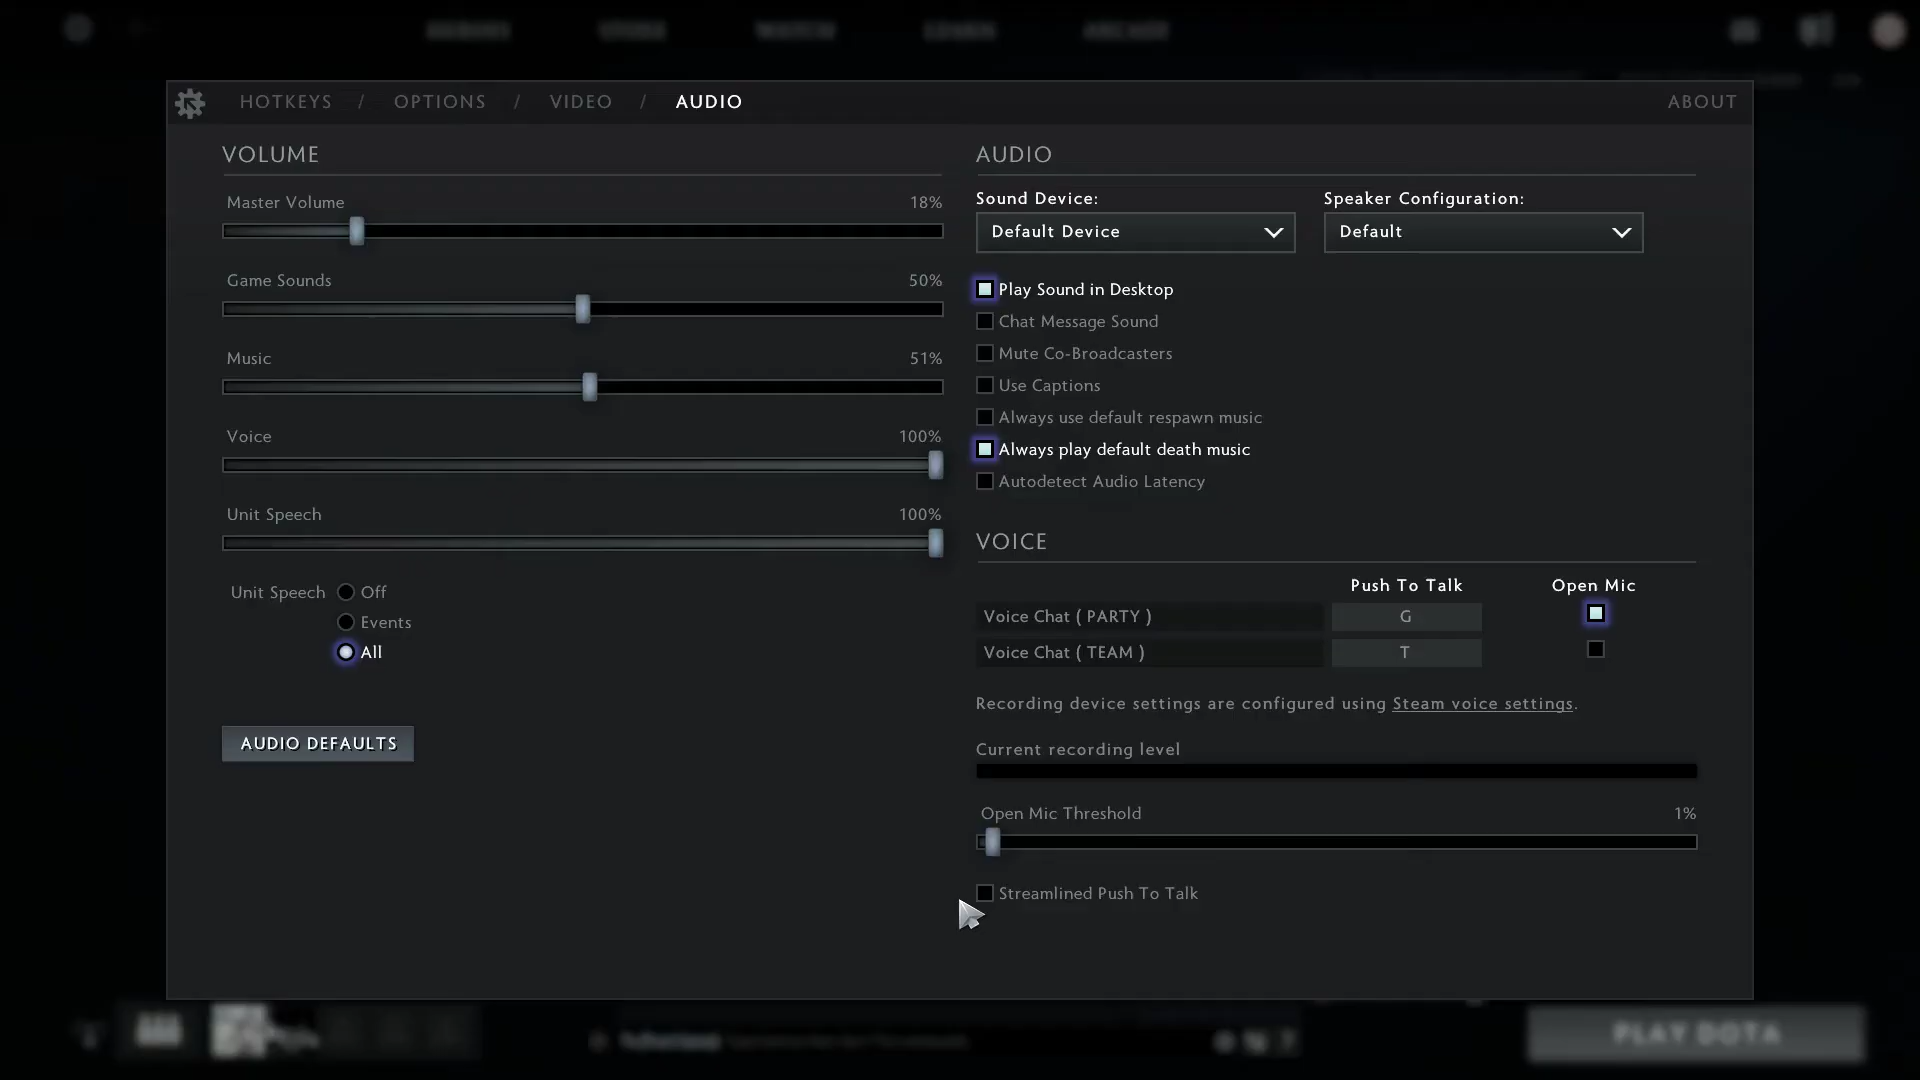 HOTKEYS / OPTIONS / VIDEO / AUDIO
ABOUT
VOLUME
Master Volume 18%
Game Sounds 50%
Music 51%
Voice 100%
Unit Speech 100%
Unit Speech Off
Events
All
AUDIO DEFAULTS
AUDIO
Sound Device: Speaker Configuration:
Default Device Default
Play Sound in Desktop
Chat Message Sound
Mute Co-Broadcasters
Use Captions
Always use default respawn music
Always play default death music
Autodetect Audio Latency
VOICE
Push To Talk Open Mic
Voice Chat ( PARTY ) G
Voice Chat ( TEAM ) T
Recording device settings are configured using Steam voice settings.
Current recording level
Open Mic Threshold 1%
Streamlined Push To Talk
PLAY DOTA